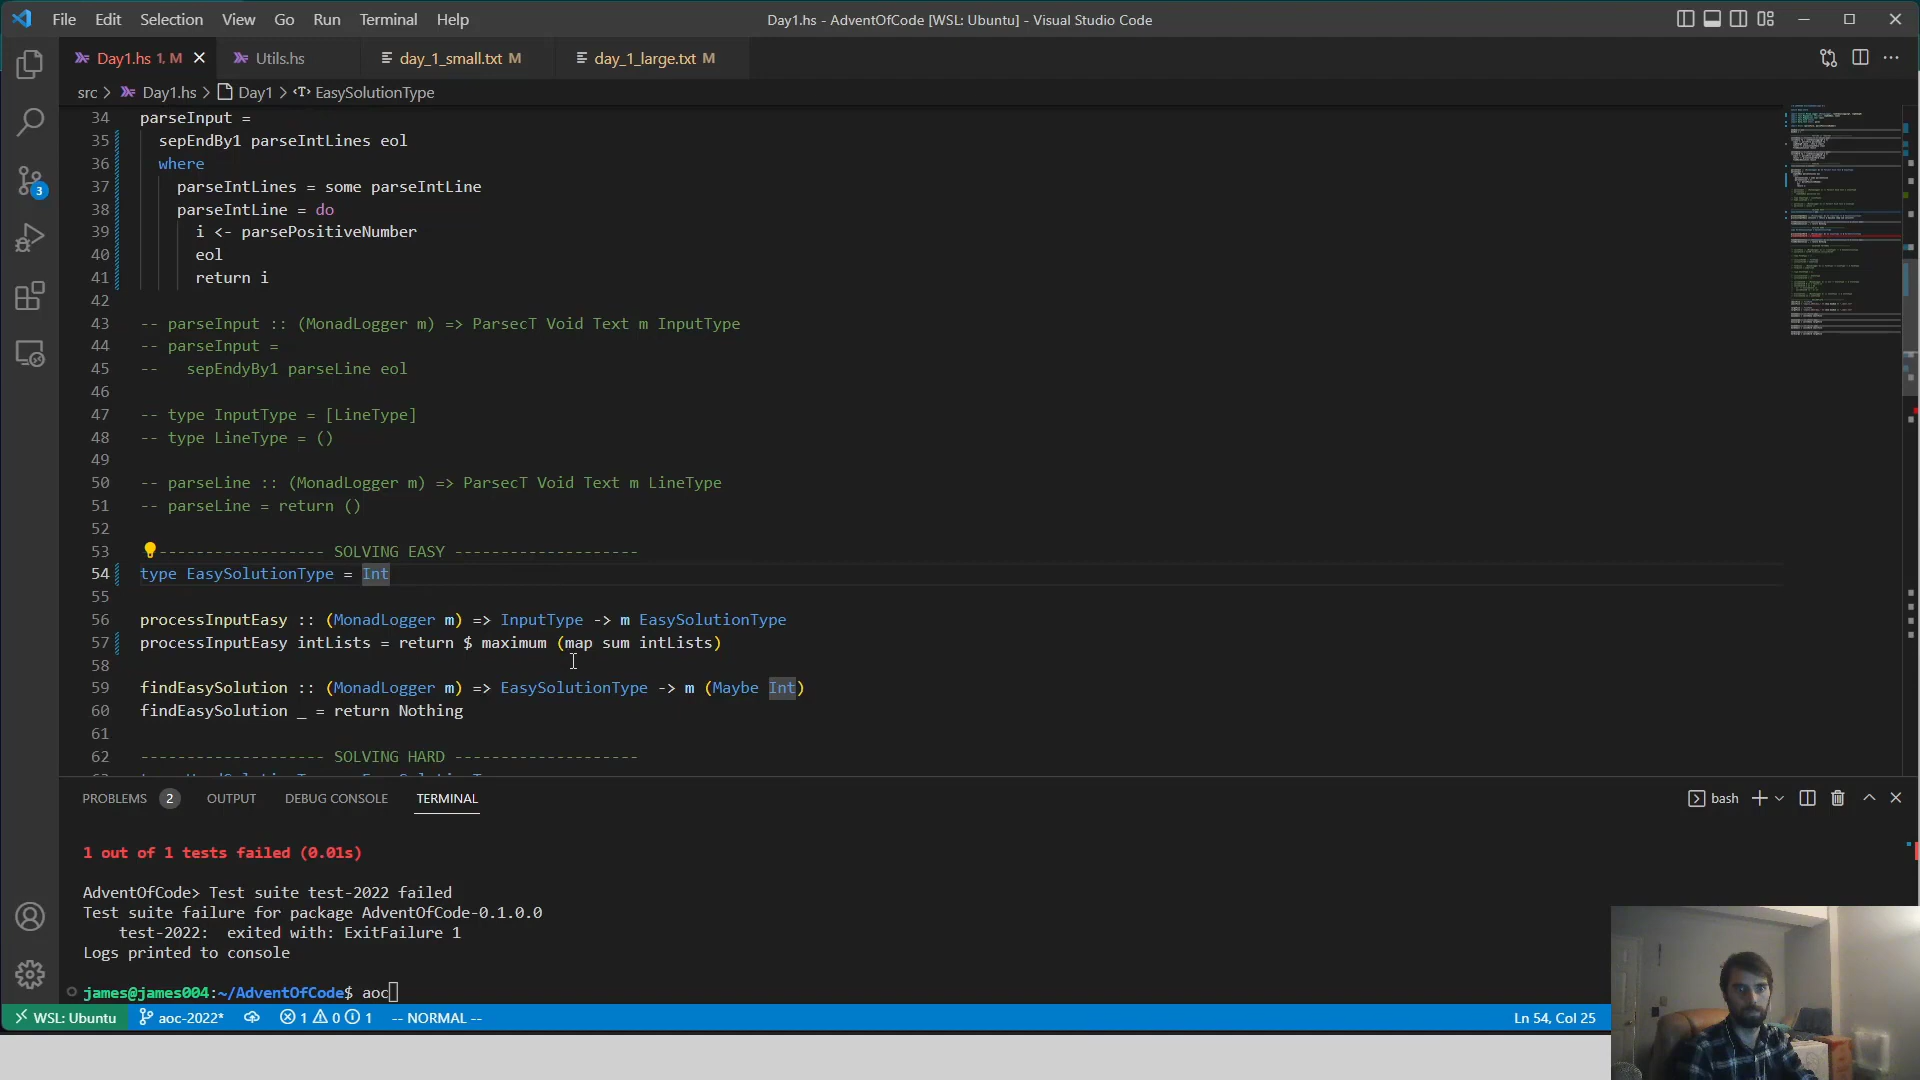 File Edit Selection View Go Run Terminal Help
Day1.hs - AdventOfCode [WSL: Ubuntu] - Visual Studio Code
Day1.hs 1, M
Utils.hs
day_1_small.txt M
day_1_large.txt M
src > Day1.hs > Day1 > EasySolutionType
34 parseInput =
35 sepEndBy1 parseIntLines eol
36 where
37 parseIntLines = some parseIntLine
38 parseIntLine = do
39 i <- parsePositiveNumber
40 eol
41 return i
42
43 -- parseInput :: (MonadLogger m) => ParsecT Void Text m InputType
44 -- parseInput =
45 --   sepEndyBy1 parseLine eol
46
47 -- type InputType = [LineType]
48 -- type LineType = ()
49
50 -- parseLine :: (MonadLogger m) => ParsecT Void Text m LineType
51 -- parseLine = return ()
52
53 ------------------ SOLVING EASY --------------------
54 type EasySolutionType = Int
55
56 processInputEasy :: (MonadLogger m) => InputType -> m EasySolutionType
57 processInputEasy intLists = return $ maximum (map sum intLists)
58
59 findEasySolution :: (MonadLogger m) => EasySolutionType -> m (Maybe Int)
60 findEasySolution _ = return Nothing
61
62 -------------------- SOLVING HARD --------------------
3
PROBLEMS 2 OUTPUT DEBUG CONSOLE TERMINAL
bash
1 out of 1 tests failed (0.01s)
AdventOfCode> Test suite test-2022 failed
Test suite failure for package AdventOfCode-0.1.0.0
test-2022:  exited with: ExitFailure 1
Logs printed to console
james@james004:~/AdventOfCode$ aoc
WSL: Ubuntu aoc-2022* 1 0 1 -- NORMAL --
Ln 54, Col 25